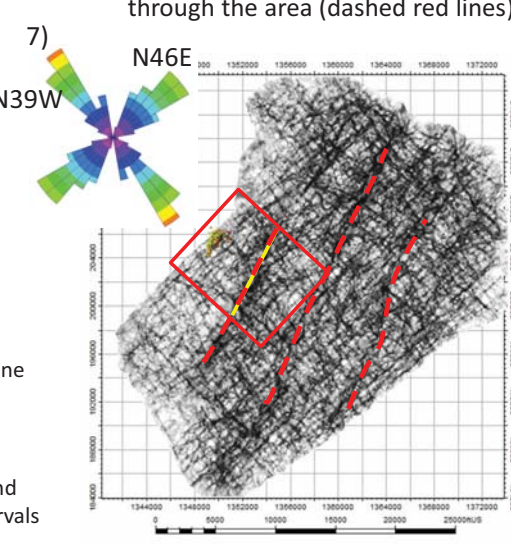 through the area (dashed red lines)
7)
N46E
N39W
1352000 1356000 1360000 1364000 1368000 1372000
204000
200000
196000
192000
188000
184000
ne
nd
rvals
1344000 1348000 1352000 1356000 1360000 1364000 1368000 1372000
0 5000 10000 15000 20000 25000ftUS